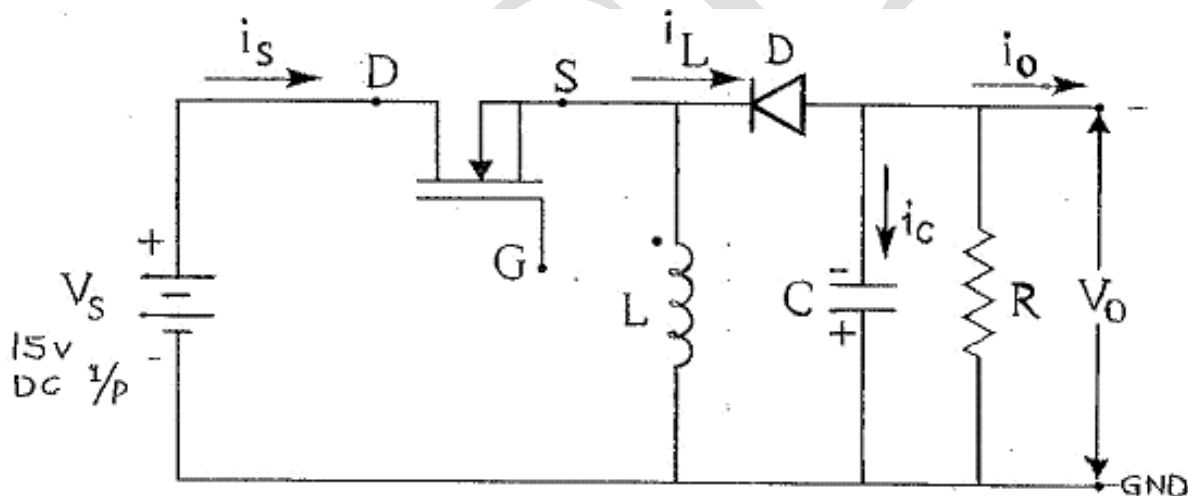 i_S
D
S
i_L
D
i_O
-
+
V_S
15V
DC I/P
-
G
L
i_C
-
C
+
R
V_O
GND